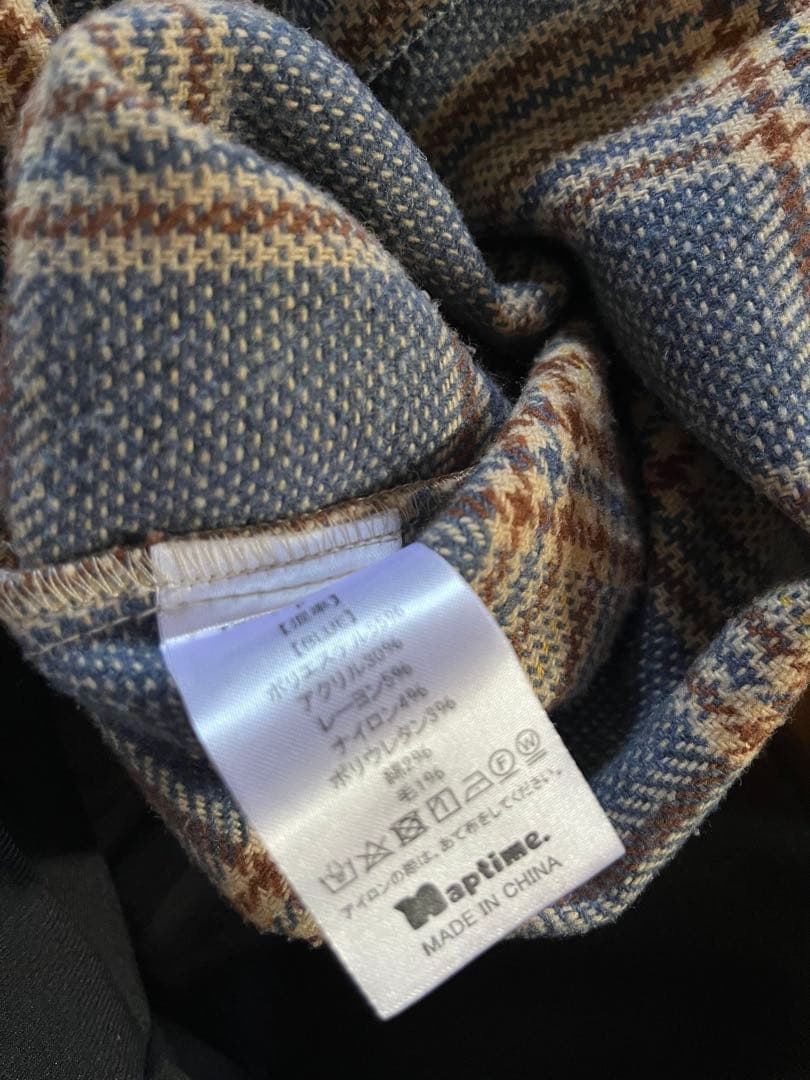 ポリエステル55%
アクリル30%
レーヨン5%
ナイロン4%
ポリウレタン3%
綿2%
毛1%
Ⓕ Ⓦ
アイロンの際は、あて布をしてください。
Naptime.
MADE IN CHINA